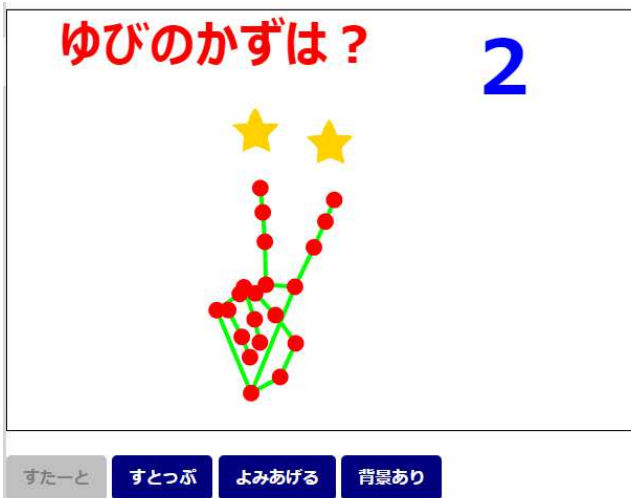 ゆびのかずは？
2
すたーと
すとっぷ
よみあげる
背景あり